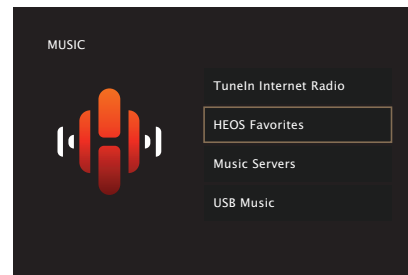 MUSIC
TuneIn Internet Radio
HEOS Favorites
Music Servers
USB Music